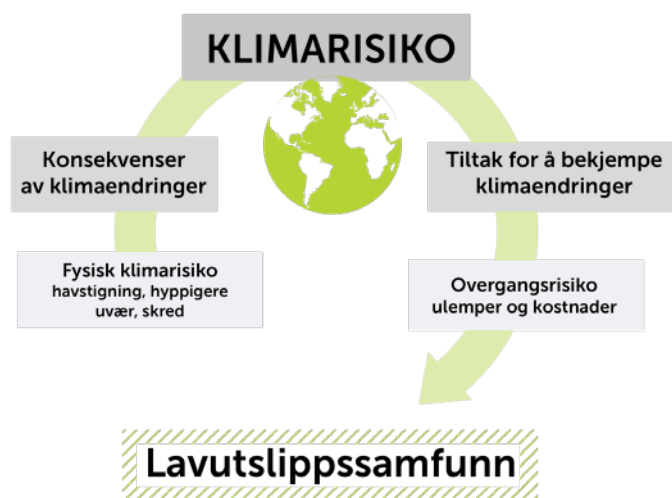 KLIMARISIKO
Konsekvenser
av klimaendringer
Fysisk klimarisiko
havstigning, hyppigere
uvær, skred
Tiltak for å bekjempe
klimaendringer
Overgangsrisiko
ulemper og kostnader
Lavutslippssamfunn